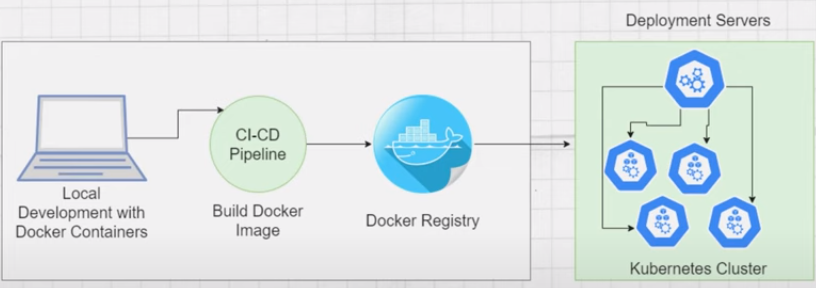 Deployment Servers
CI-CD
Pipeline
Local
Development with
Docker Containers
Build Docker
Image
Docker Registry
Kubernetes Cluster